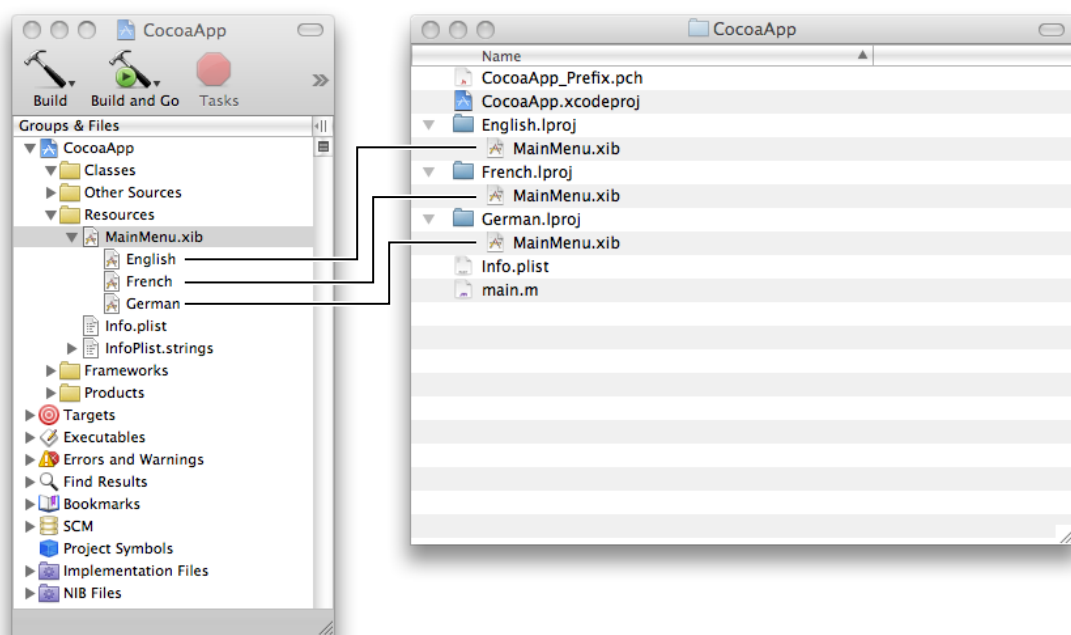 CocoaApp
Build
Build and Go
Tasks
Groups & Files
CocoaApp
Classes
Other Sources
Resources
MainMenu.xib
English
French
German
Info.plist
InfoPlist.strings
Frameworks
Products
Targets
Executables
Errors and Warnings
Find Results
Bookmarks
SCM
Project Symbols
Implementation Files
NIB Files
CocoaApp
Name
CocoaApp_Prefix.pch
CocoaApp.xcodeproj
English.lproj
MainMenu.xib
French.lproj
MainMenu.xib
German.lproj
MainMenu.xib
Info.plist
main.m